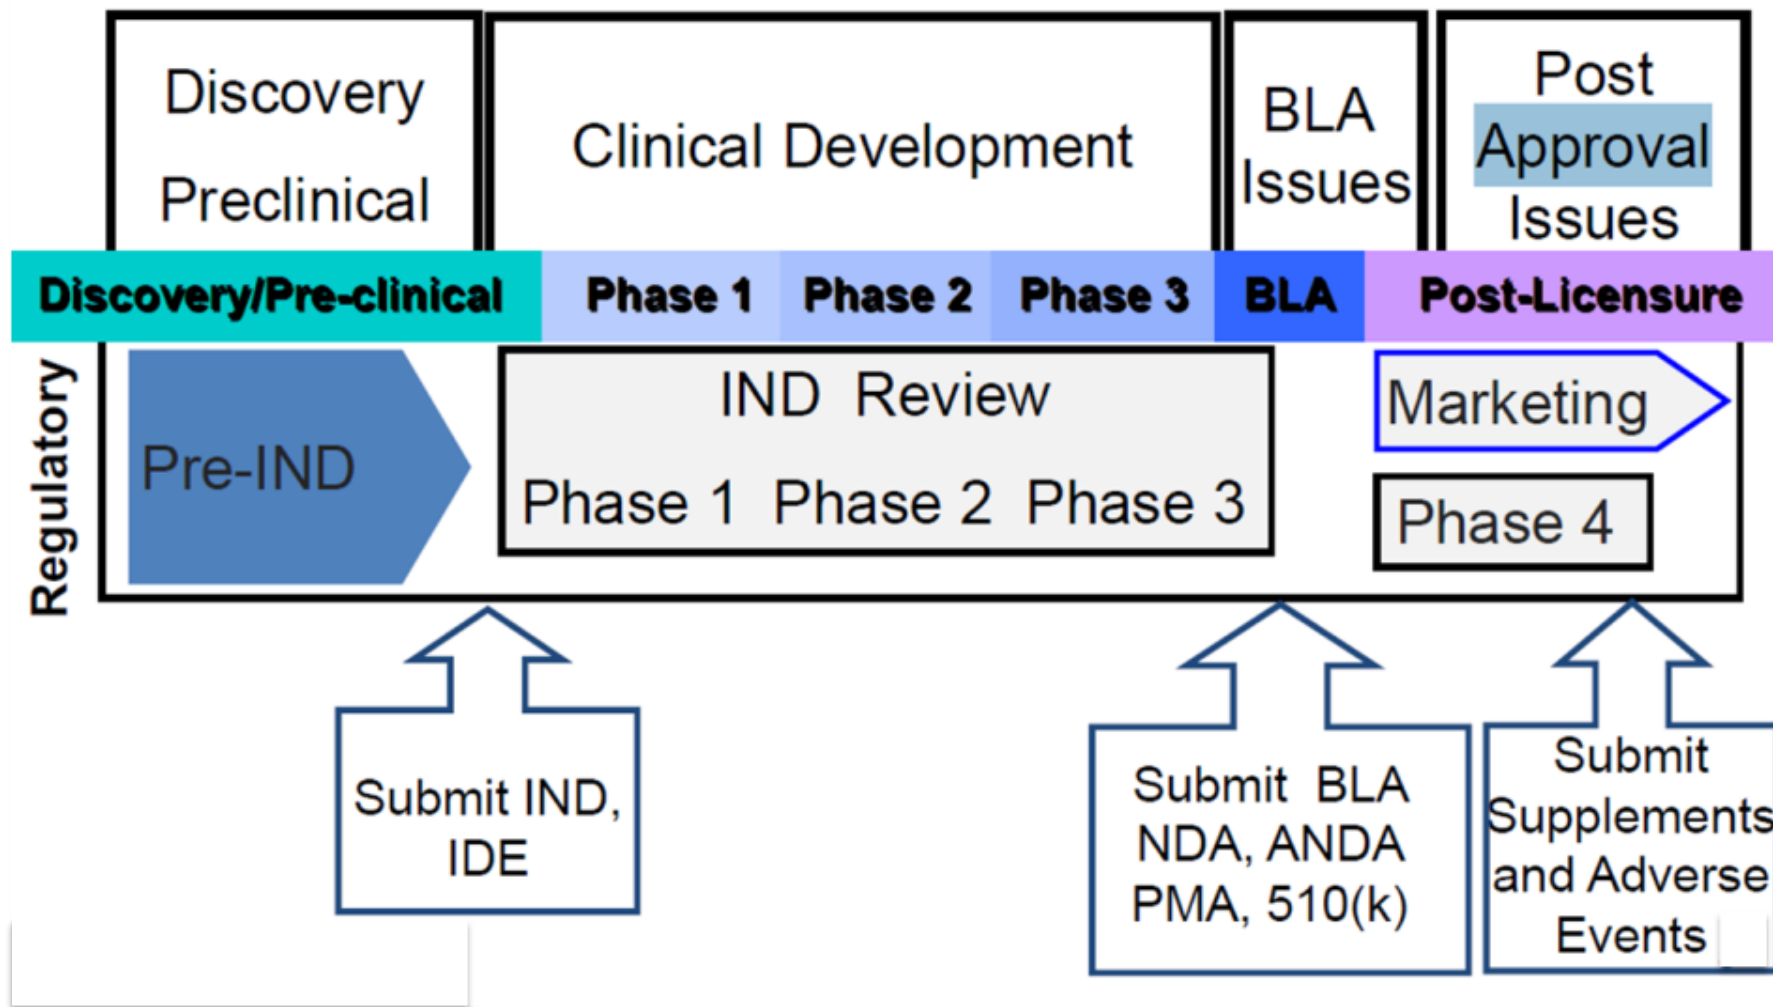 Discovery
Preclinical
Clinical Development
BLA
Issues
Post
Approval
Issues
Discovery/Pre-clinical
Phase 1
Phase 2
Phase 3
BLA
Post-Licensure
Regulatory
Pre-IND
IND Review
Phase 1 Phase 2 Phase 3
Marketing
Phase 4
Submit IND,
IDE
Submit BLA
NDA, ANDA
PMA, 510(k)
Submit
Supplements
and Adverse
Events